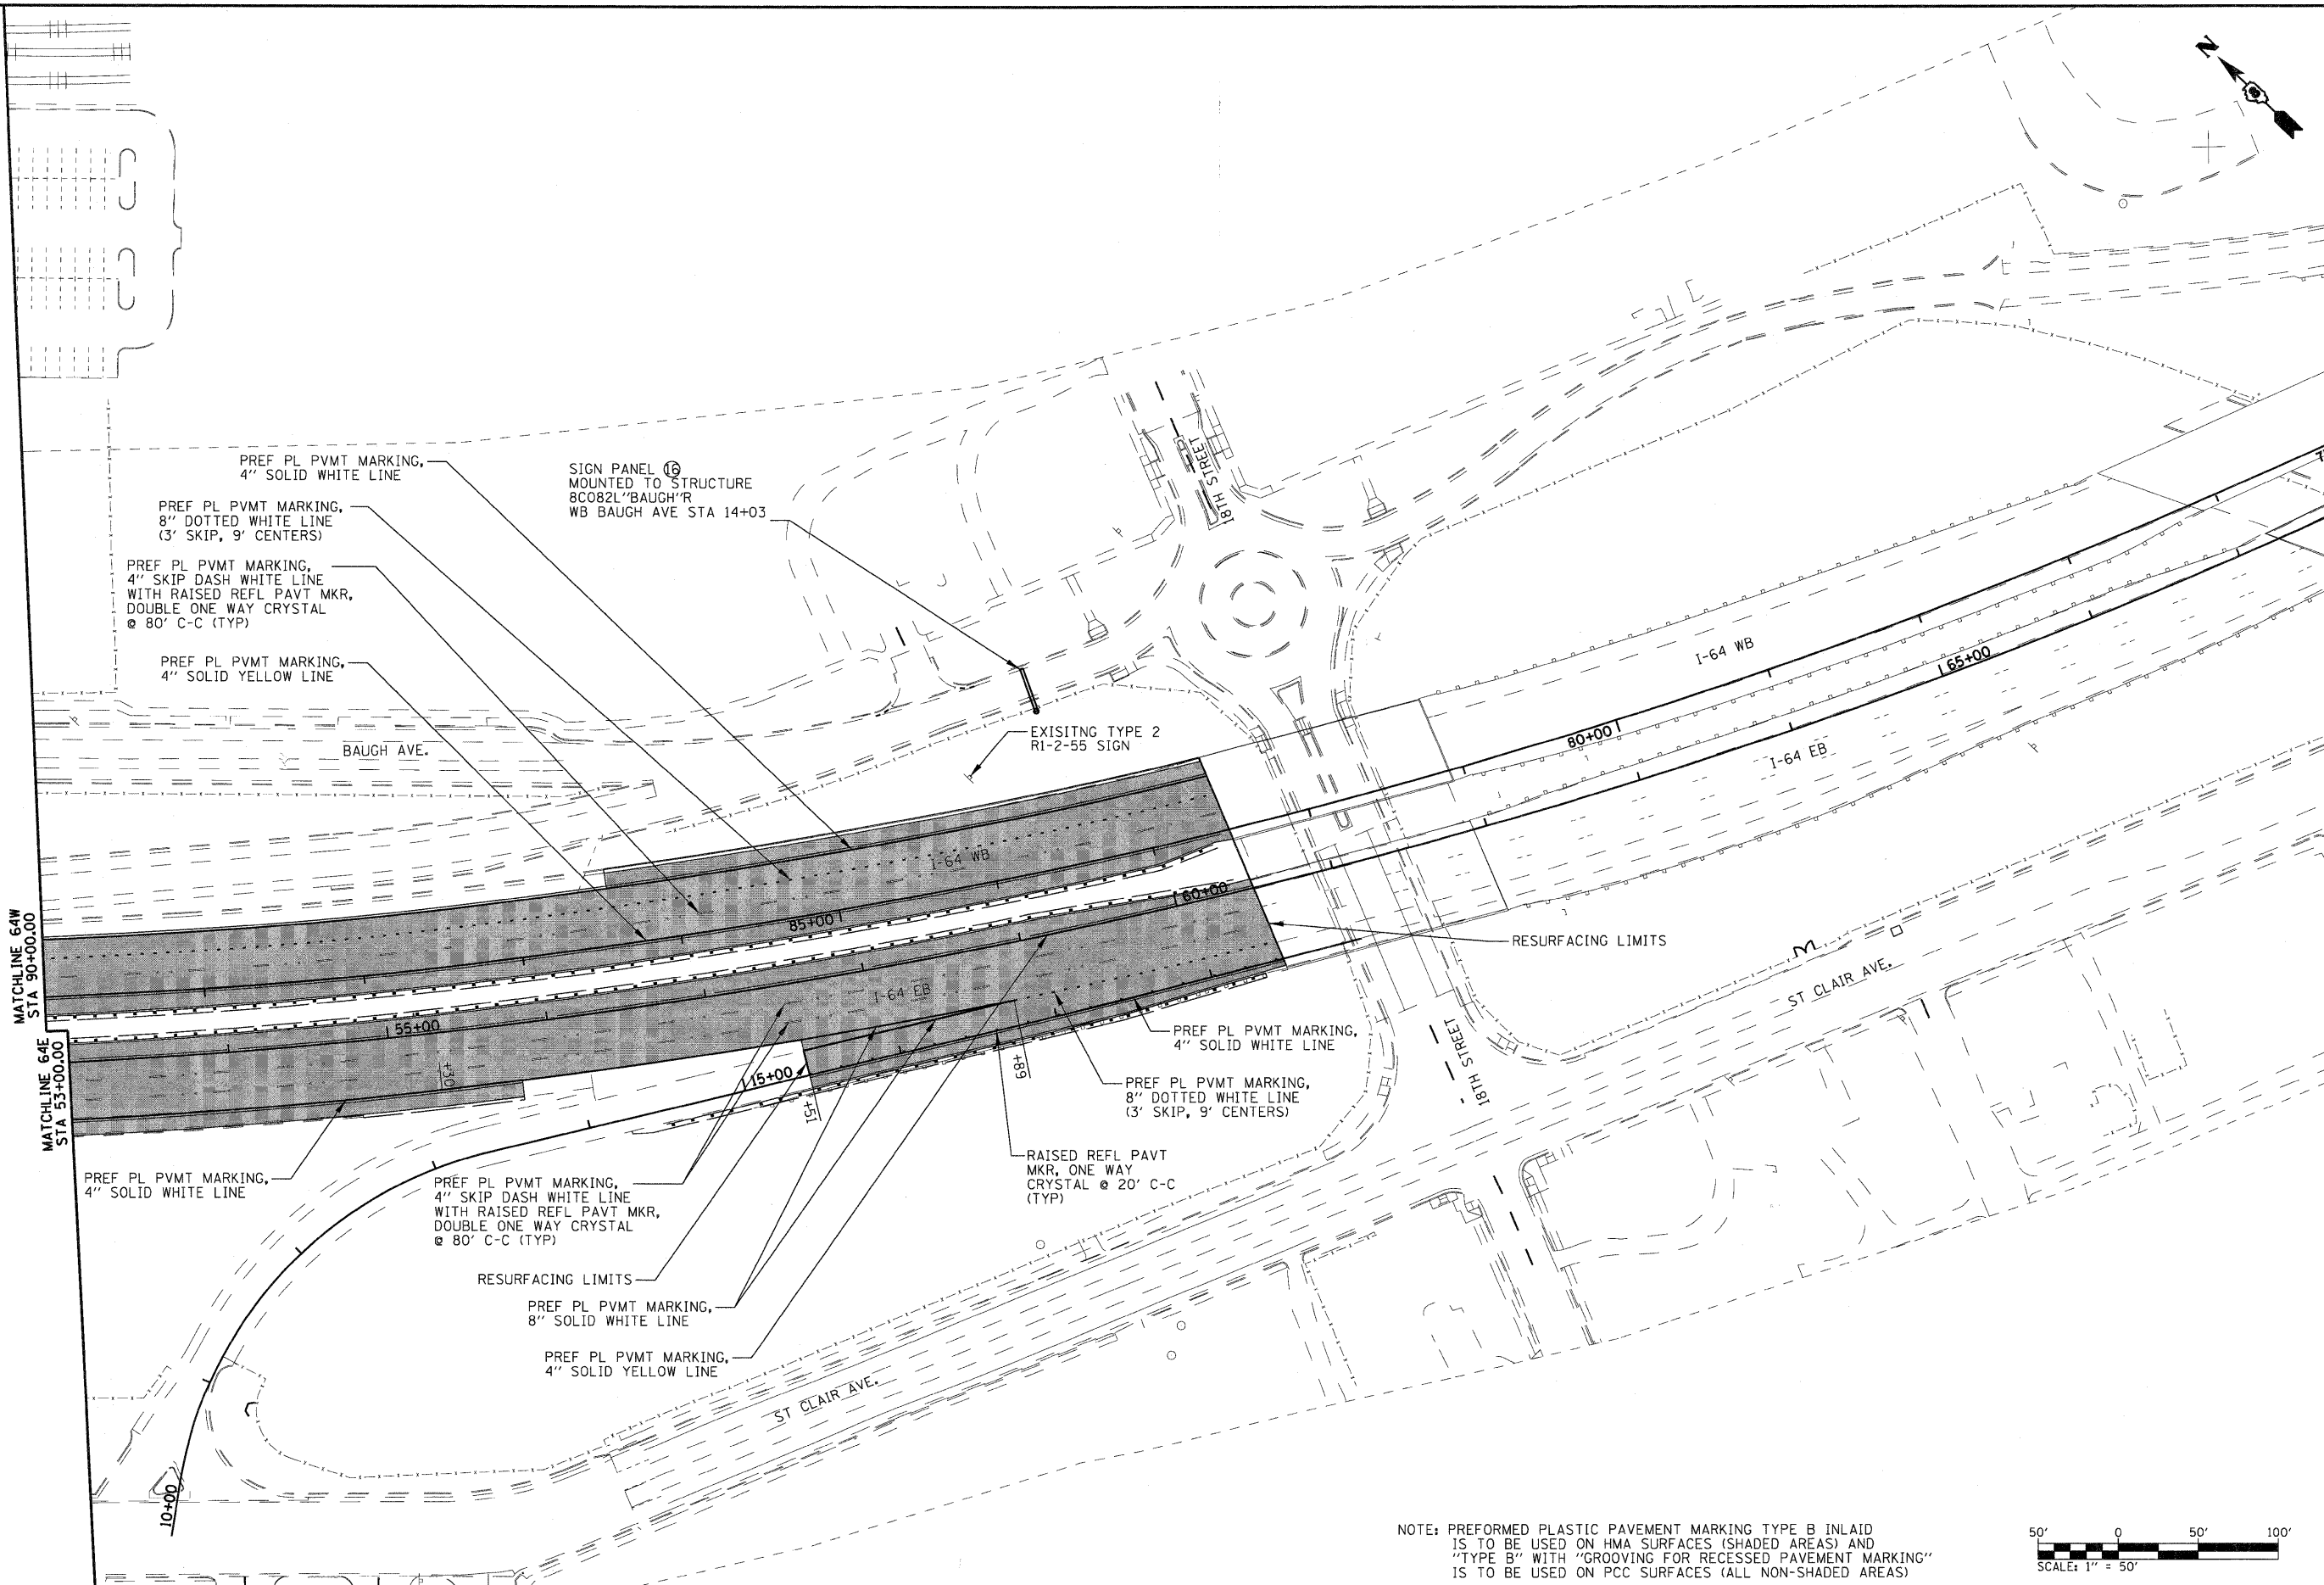 N
PREF PL PVMT MARKING,
4" SOLID WHITE LINE
PREF PL PVMT MARKING,
8" DOTTED WHITE LINE
(3' SKIP, 9' CENTERS)
PREF PL PVMT MARKING,
4" SKIP DASH WHITE LINE
WITH RAISED REFL PAVT MKR,
DOUBLE ONE WAY CRYSTAL
@ 80' C-C (TYP)
PREF PL PVMT MARKING,
4" SOLID YELLOW LINE
SIGN PANEL 16
MOUNTED TO STRUCTURE
8C082L"BAUGH"R
WB BAUGH AVE STA 14+03
EXISITNG TYPE 2
R1-2-55 SIGN
18TH STREET
BAUGH AVE.
I-64 WB
65+00
80+00
I-64 EB
I-64 WB
85+00
60+00
I-64 EB
55+00
+30
15+00
+51
+89
MATCHLINE 64W
STA 90+00.00
MATCHLINE 64E
STA 53+00.00
RESURFACING LIMITS
ST CLAIR AVE.
18TH STREET
PREF PL PVMT MARKING,
4" SOLID WHITE LINE
PREF PL PVMT MARKING,
8" DOTTED WHITE LINE
(3' SKIP, 9' CENTERS)
RAISED REFL PAVT
MKR, ONE WAY
CRYSTAL @ 20' C-C
(TYP)
PREF PL PVMT MARKING,
4" SOLID WHITE LINE
PREF PL PVMT MARKING,
4" SKIP DASH WHITE LINE
WITH RAISED REFL PAVT MKR,
DOUBLE ONE WAY CRYSTAL
@ 80' C-C (TYP)
RESURFACING LIMITS
PREF PL PVMT MARKING,
8" SOLID WHITE LINE
PREF PL PVMT MARKING,
4" SOLID YELLOW LINE
ST CLAIR AVE.
10+00
NOTE: PREFORMED PLASTIC PAVEMENT MARKING TYPE B INLAID
IS TO BE USED ON HMA SURFACES (SHADED AREAS) AND
"TYPE B" WITH "GROOVING FOR RECESSED PAVEMENT MARKING"
IS TO BE USED ON PCC SURFACES (ALL NON-SHADED AREAS)
50' 0 50' 100'
SCALE: 1" = 50'